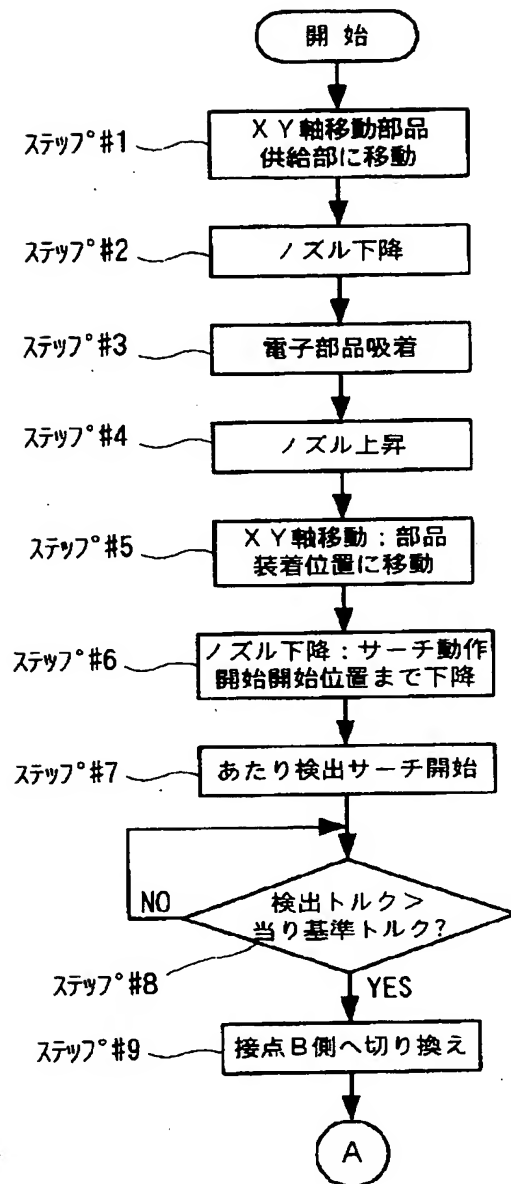 開始
ステップ#1
XY軸移動部品
供給部に移動
ステップ#2
ノズル下降
ステップ#3
電子部品吸着
ステップ#4
ノズル上昇
ステップ#5
XY軸移動:部品
装着位置に移動
ステップ#6
ノズル下降:サーチ動作
開始開始位置まで下降
ステップ#7
あたり検出サーチ開始
検出トルク>
当り基準トルク?
NO
ステップ#8
YES
ステップ#9
接点B側へ切り換え
A